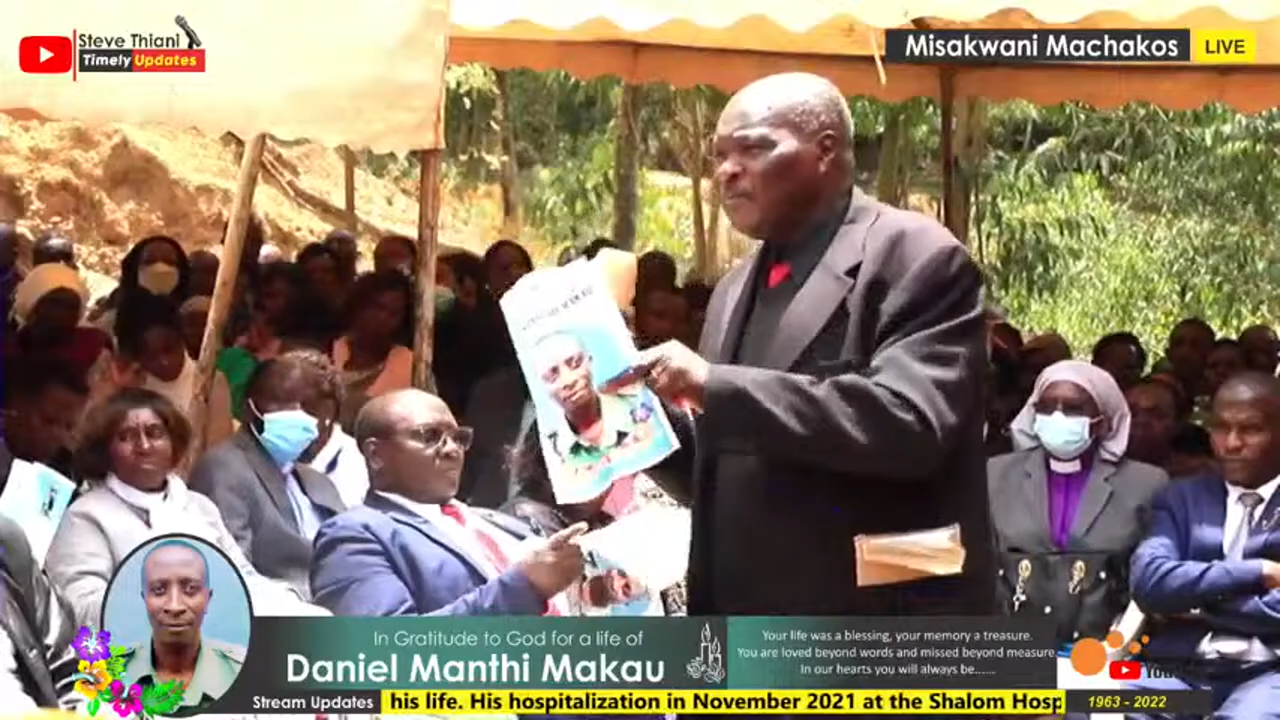 Steve Thiani
Timely Updates
Misakwani Machakos
LIVE
In Gratitude to God for a life of
Daniel Manthi Makau
Your life was a blessing, your memory a treasure.
You are loved beyond words and missed beyond measure
In our hearts you will always be......
Stream Updates
his life. His hospitalization in November 2021 at the Shalom Hosp
1963 - 2022